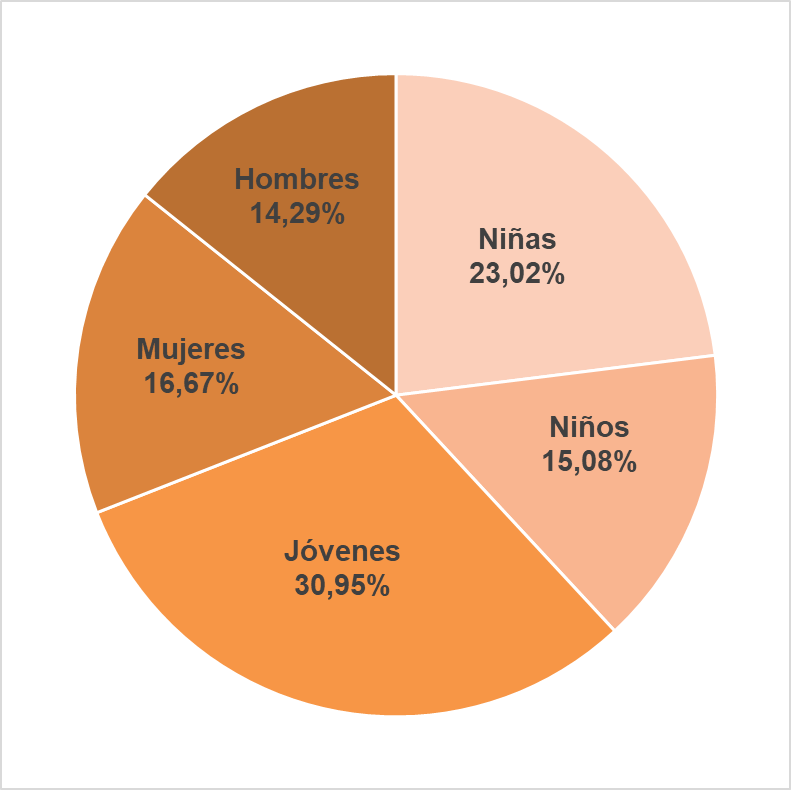 Hombres
14,29%
Niñas
23,02%
Mujeres
16,67%
Niños
15,08%
Jóvenes
30,95%